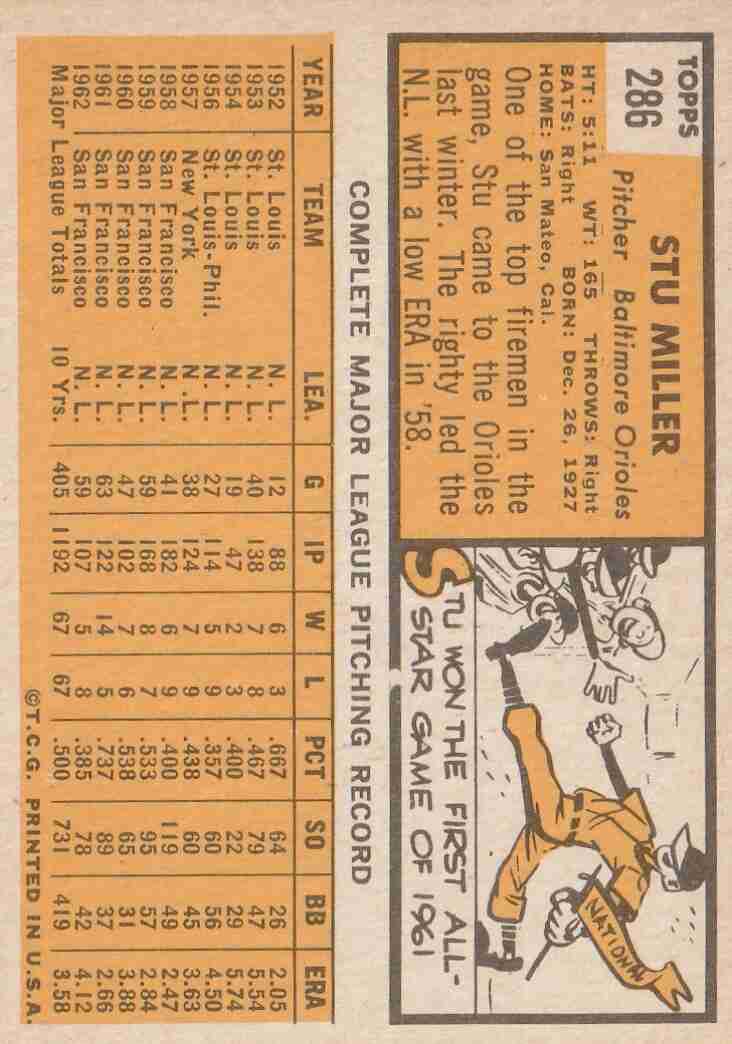 TOPPS
286
STU MILLER
Pitcher Baltimore Orioles
HT: 5:11 WT: 165 THROWS: Right
BATS: Right BORN: Dec. 26, 1927
HOME: San Mateo, Cal.
One of the top firemen in the
game, Stu came to the Orioles
last winter. The righty led the
N.L. with a low ERA in '58.
NATIONAL
STU WON THE FIRST ALL-
STAR GAME OF 1961
COMPLETE MAJOR LEAGUE PITCHING RECORD
YEAR TEAM LEA. G IP W L PCT SO BB ERA
1952 St. Louis N. L. 12 88 6 3 .667 64 26 2.05
1953 St. Louis N. L. 40 138 7 8 .467 79 47 5.54
1954 St. Louis N. L. 19 47 2 3 .400 22 29 5.74
1956 St. Louis-Phil. N. L. 27 114 5 9 .357 60 56 4.50
1957 New York N. L. 38 124 7 9 .438 60 45 3.63
1958 San Francisco N. L. 41 182 6 9 .400 119 49 2.47
1959 San Francisco N. L. 59 168 8 7 .533 95 57 2.84
1960 San Francisco N. L. 47 102 7 6 .538 65 31 3.88
1961 San Francisco N. L. 63 122 14 5 .737 89 37 2.66
1962 San Francisco N. L. 59 107 5 8 .385 78 42 4.12
Major League Totals 10 Yrs. 405 1192 67 67 .500 731 419 3.58
©T.C.G. PRINTED IN U.S.A.